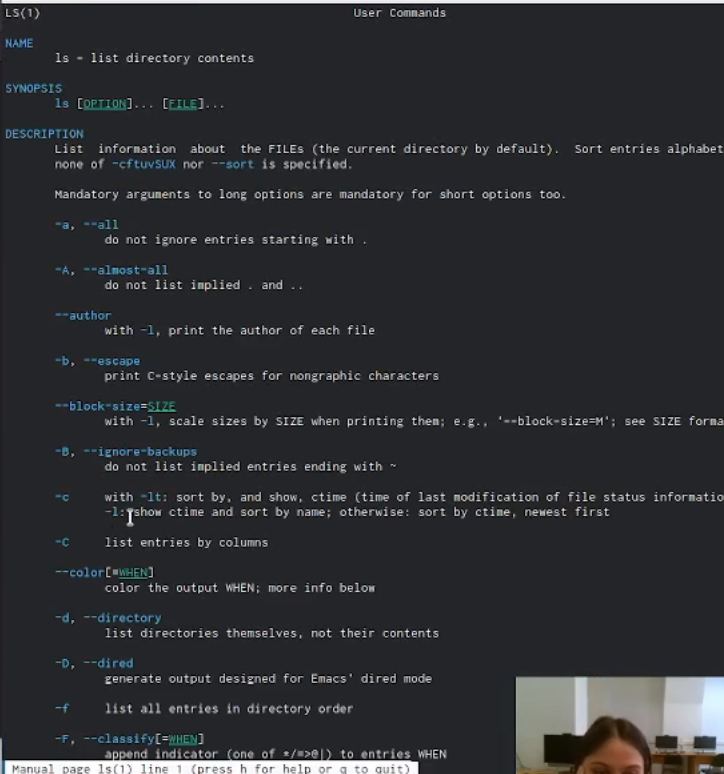 LS(1) User Commands
NAME
ls - list directory contents
SYNOPSIS
ls [OPTION]... [FILE]...
DESCRIPTION
List information about the FILEs (the current directory by default). Sort entries alphabet
none of -cftuvSUX nor --sort is specified.
Mandatory arguments to long options are mandatory for short options too.
-a, --all
do not ignore entries starting with .
-A, --almost-all
do not list implied . and ..
--author
with -l, print the author of each file
-b, --escape
print C-style escapes for nongraphic characters
--block-size=SIZE
with -l, scale sizes by SIZE when printing them; e.g., '--block-size=M'; see SIZE forma
-B, --ignore-backups
do not list implied entries ending with ~
-c with -lt: sort by, and show, ctime (time of last modification of file status informatio
-l: show ctime and sort by name; otherwise: sort by ctime, newest first
-C list entries by columns
--color[=WHEN]
color the output WHEN; more info below
-d, --directory
list directories themselves, not their contents
-D, --dired
generate output designed for Emacs' dired mode
-f list all entries in directory order
-F, --classify[=WHEN]
append indicator (one of */=>@|) to entries WHEN
Manual page ls(1) line 1 (press h for help or q to quit)